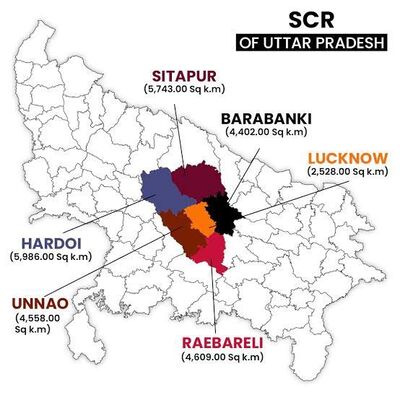 SCR
OF UTTAR PRADESH
SITAPUR
(5,743.00 Sq k.m)
BARABANKI
(4,402.00 Sq k.m)
LUCKNOW
(2,528.00 Sq k.m)
HARDOI
(5,986.00 Sq k.m)
UNNAO
(4,558.00
Sq k.m)
RAEBARELI
(4,609.00 Sq k.m)